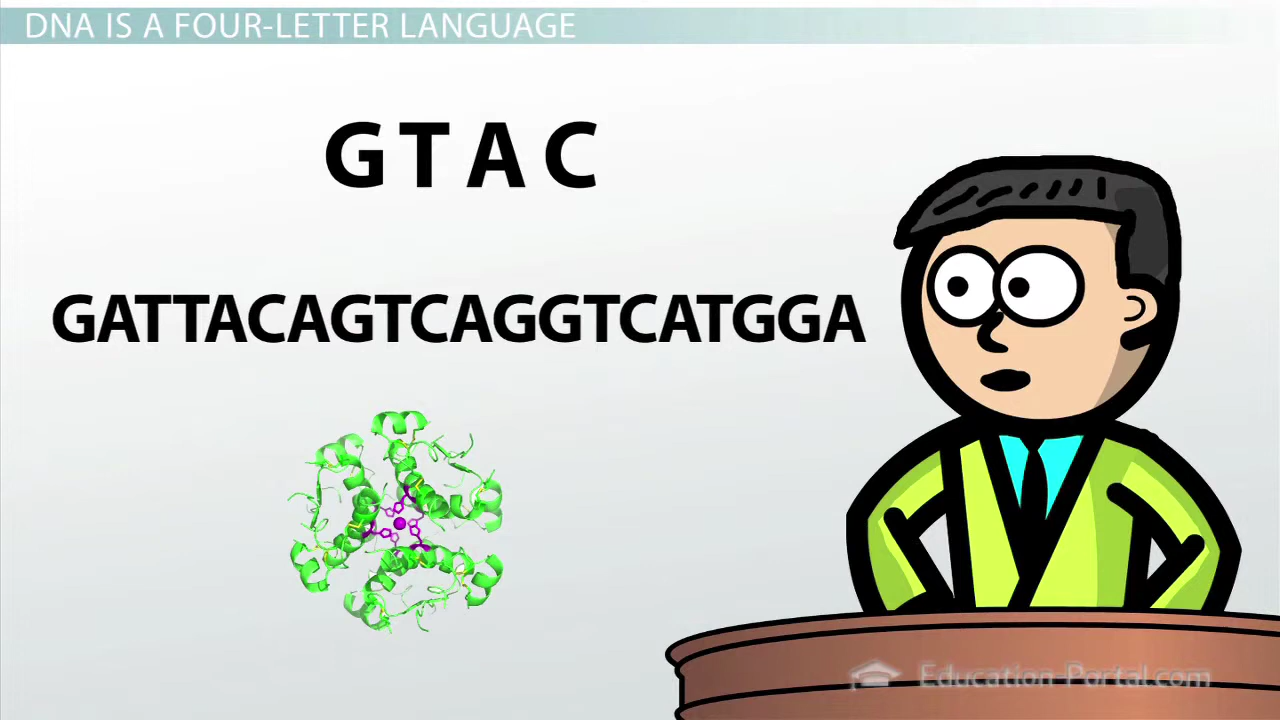 DNA IS A FOUR-LETTER LANGUAGE
G T A C
GATTACAGTCAGGTCATGGA
Education-Portal.com